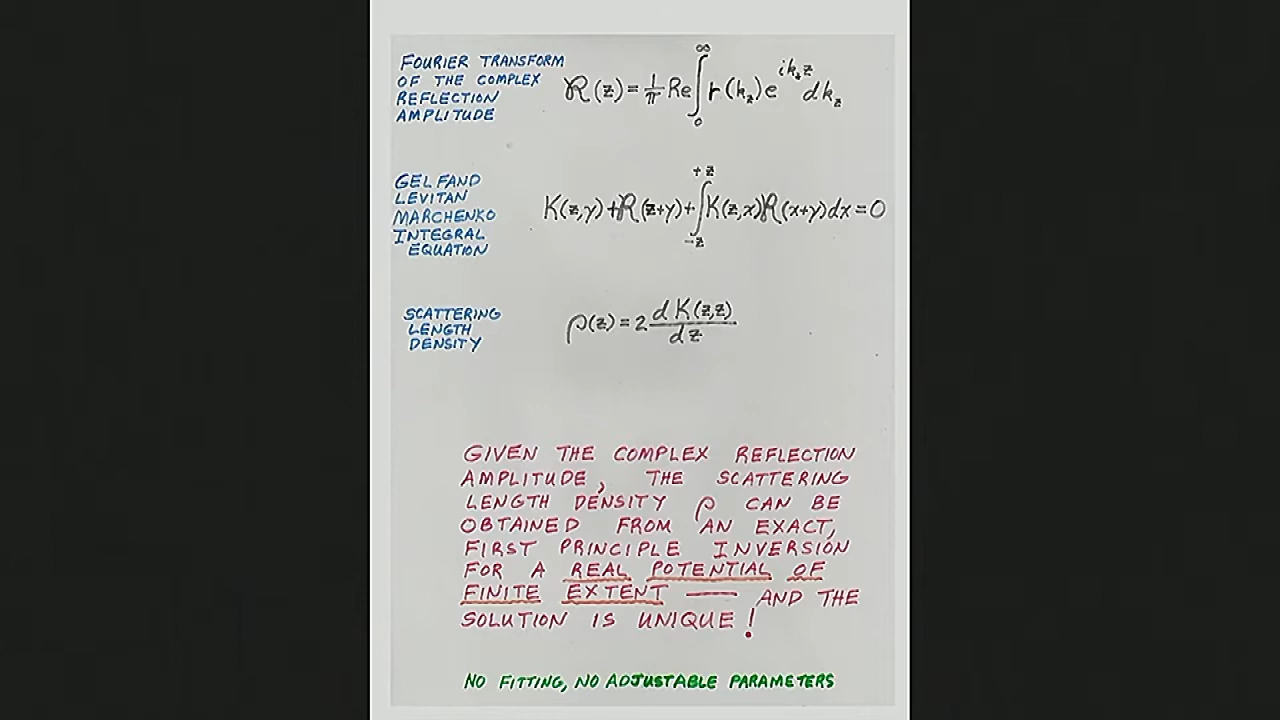 FOURIER TRANSFORM
OF THE COMPLEX
REFLECTION
AMPLITUDE
ℛ(z) = 1/π Re ∫₀^∞ r(k_z) e^{ik_z z} dk_z
GELFAND
LEVITAN
MARCHENKO
INTEGRAL
EQUATION
K(z,y) + ℛ(z+y) + ∫_{-z}^{+z} K(z,x) ℛ(x+y) dx = 0
SCATTERING
LENGTH
DENSITY
ρ(z) = 2 dK(z,z)/dz
GIVEN THE COMPLEX REFLECTION
AMPLITUDE, THE SCATTERING
LENGTH DENSITY ρ CAN BE
OBTAINED FROM AN EXACT,
FIRST PRINCIPLE INVERSION
FOR A REAL POTENTIAL OF
FINITE EXTENT — AND THE
SOLUTION IS UNIQUE!
NO FITTING, NO ADJUSTABLE PARAMETERS